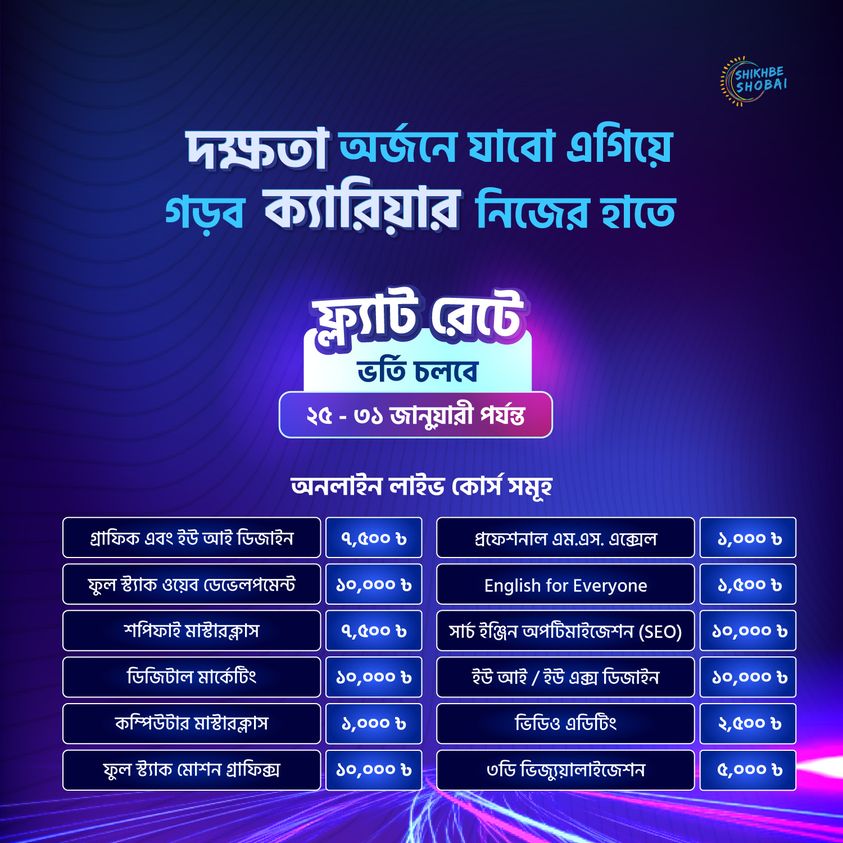 SHIKHBE
SHOBAI
দক্ষতা অর্জনে যাবো এগিয়ে
গড়ব ক্যারিয়ার নিজের হাতে
ফ্ল্যাট রেটে
ভর্তি চলবে
২৫ - ৩১ জানুয়ারী পর্যন্ত
অনলাইন লাইভ কোর্স সমূহ
গ্রাফিক এবং ইউ আই ডিজাইন ৭,৫০০ ৳
ফুল স্ট্যাক ওয়েব ডেভেলপমেন্ট ১০,০০০ ৳
শপিফাই মাস্টারক্লাস ৭,৫০০ ৳
ডিজিটাল মার্কেটিং ১০,০০০ ৳
কম্পিউটার মাস্টারক্লাস ১,০০০ ৳
ফুল স্ট্যাক মোশন গ্রাফিক্স ১০,০০০ ৳
প্রফেশনাল এম.এস. এক্সেল ১,০০০ ৳
English for Everyone ১,৫০০ ৳
সার্চ ইঞ্জিন অপটিমাইজেশন (SEO) ১০,০০০ ৳
ইউ আই / ইউ এক্স ডিজাইন ১০,০০০ ৳
ভিডিও এডিটিং ২,৫০০ ৳
৩ডি ভিজ্যুয়ালাইজেশন ৫,০০০ ৳